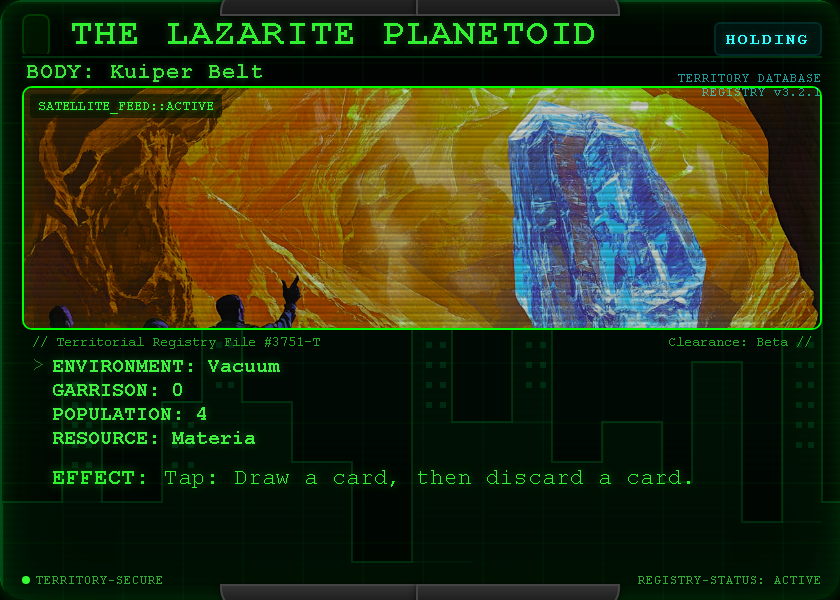 THE LAZARITE PLANETOID
HOLDING
BODY: Kuiper Belt
TERRITORY DATABASE
REGISTRY v3.2.1
SATELLITE_FEED::ACTIVE
// Territorial Registry File #3751-T
Clearance: Beta //
> ENVIRONMENT: Vacuum
GARRISON: 0
POPULATION: 4
RESOURCE: Materia
EFFECT: Tap: Draw a card, then discard a card.
TERRITORY-SECURE
REGISTRY-STATUS: ACTIVE